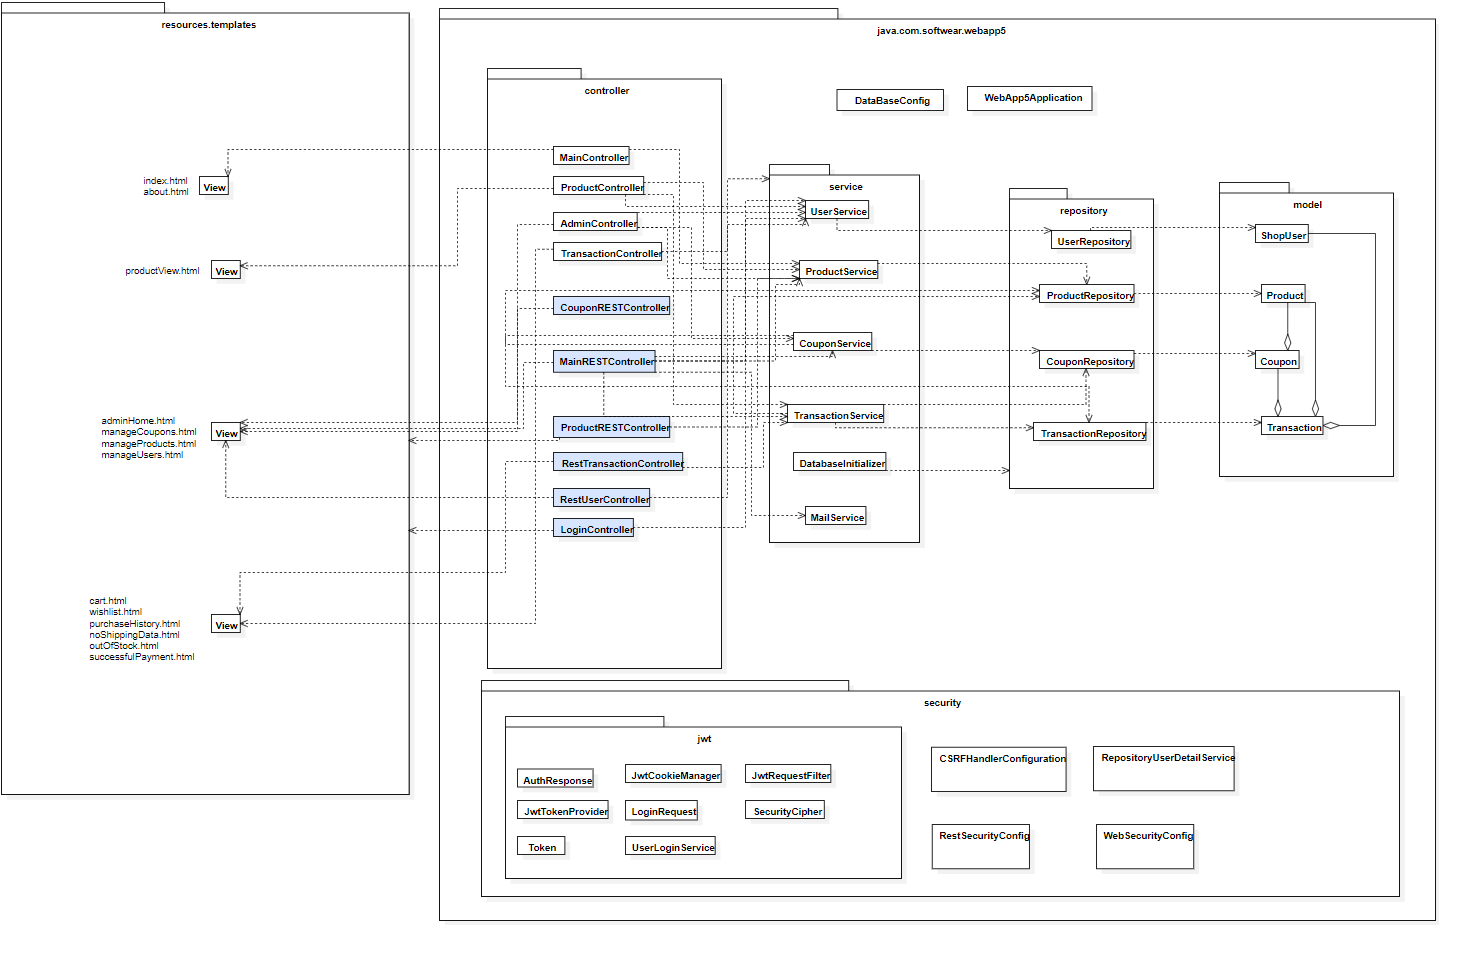 resources.templates
index.html
about.html
View
productView.html
View
adminHome.html
manageCoupons.html
manageProducts.html
manageUsers.html
View
cart.html
wishlist.html
purchaseHistory.html
noShippingData.html
outOfStock.html
successfulPayment.html
View
java.com.softwear.webapp5
DataBaseConfig
WebApp5Application
controller
MainController
ProductController
AdminController
TransactionController
CouponRESTController
MainRESTController
ProductRESTController
RestTransactionController
RestUserController
LoginController
service
UserService
ProductService
CouponService
TransactionService
DatabaseInitializer
MailService
repository
UserRepository
ProductRepository
CouponRepository
TransactionRepository
model
ShopUser
Product
Coupon
Transaction
security
jwt
AuthResponse
JwtCookieManager
JwtRequestFilter
JwtTokenProvider
LoginRequest
SecurityCipher
Token
UserLoginService
CSRFHandlerConfiguration
RepositoryUserDetailService
RestSecurityConfig
WebSecurityConfig